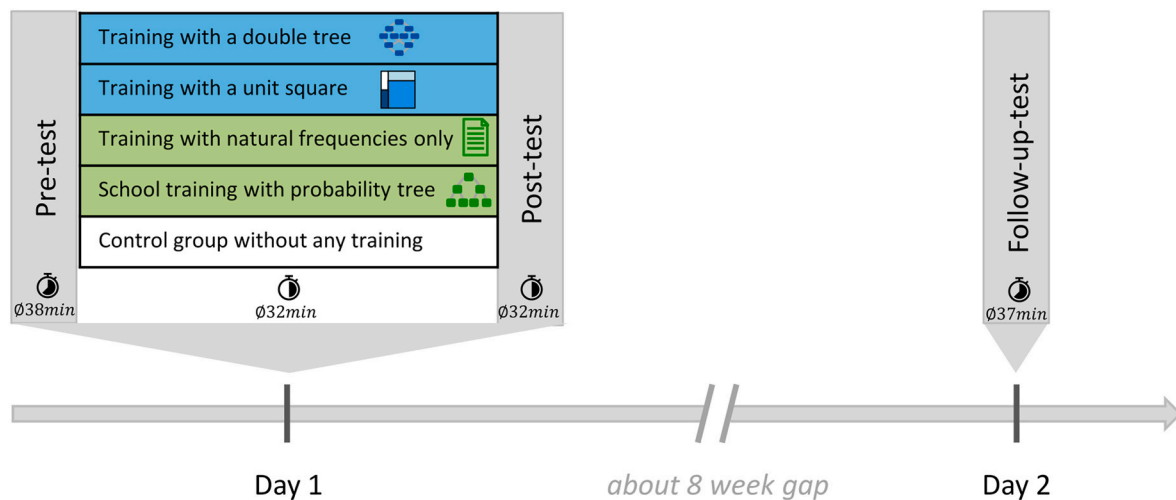 Pre-test
Training with a double tree
Training with a unit square
Training with natural frequencies only
School training with probability tree
Control group without any training
Post-test
Follow-up-test
Ø38min
Ø32min
Ø32min
Ø37min
Day 1
about 8 week gap
Day 2